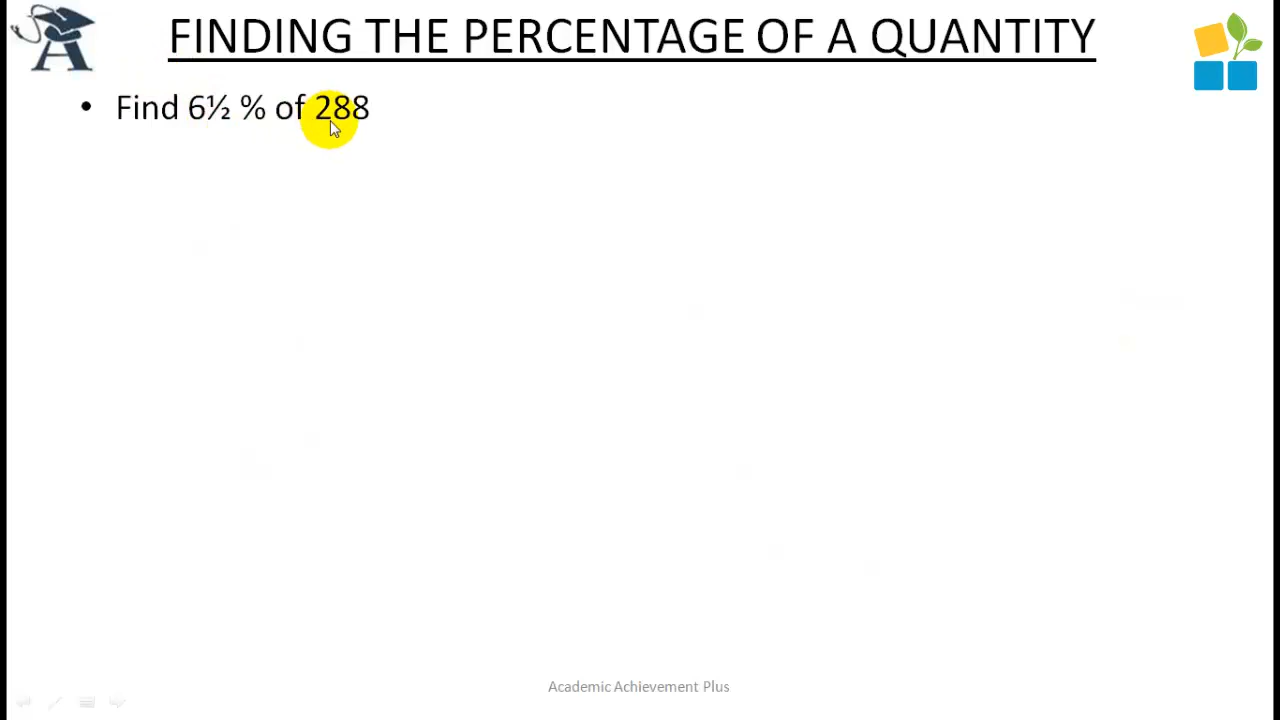 FINDING THE PERCENTAGE OF A QUANTITY
• Find 6½ % of 288
Academic Achievement Plus